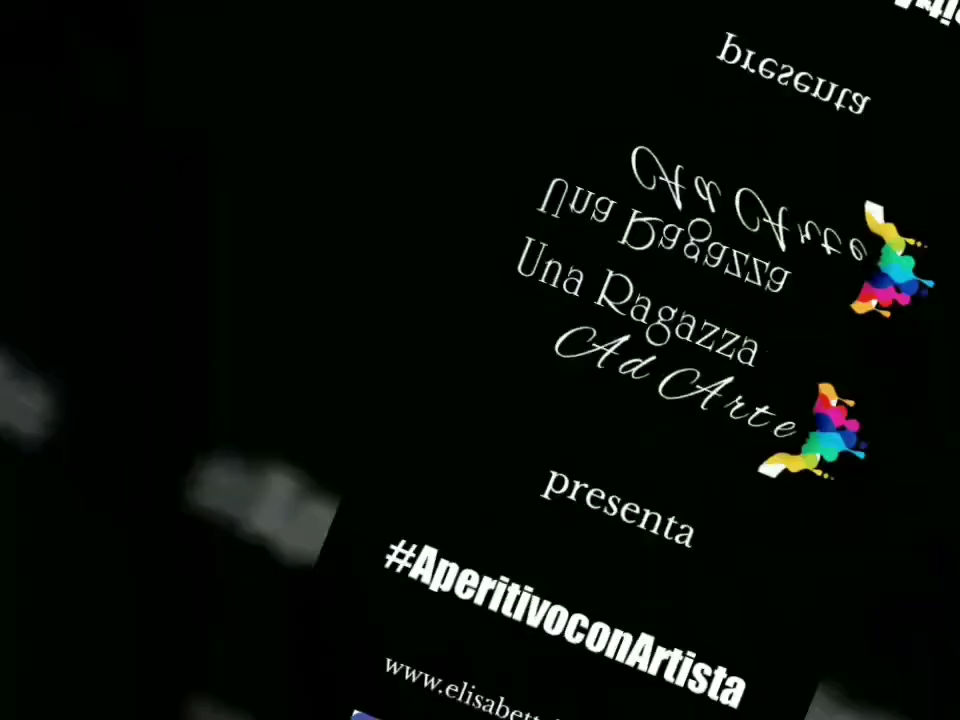 presenta
Ad Arte
Una Ragazza
Una Ragazza
Ad Arte
presenta
#AperitivoconArtista